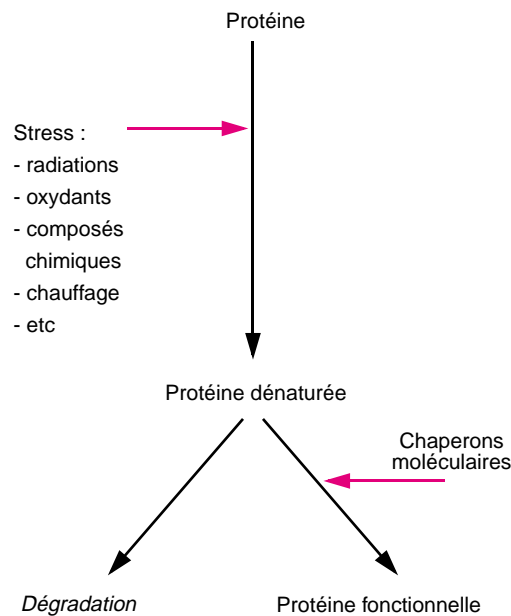 Protéine
Stress :
- radiations
- oxydants
- composés
chimiques
- chauffage
- etc
Protéine dénaturée
Chaperons
moléculaires
Dégradation
Protéine fonctionnelle